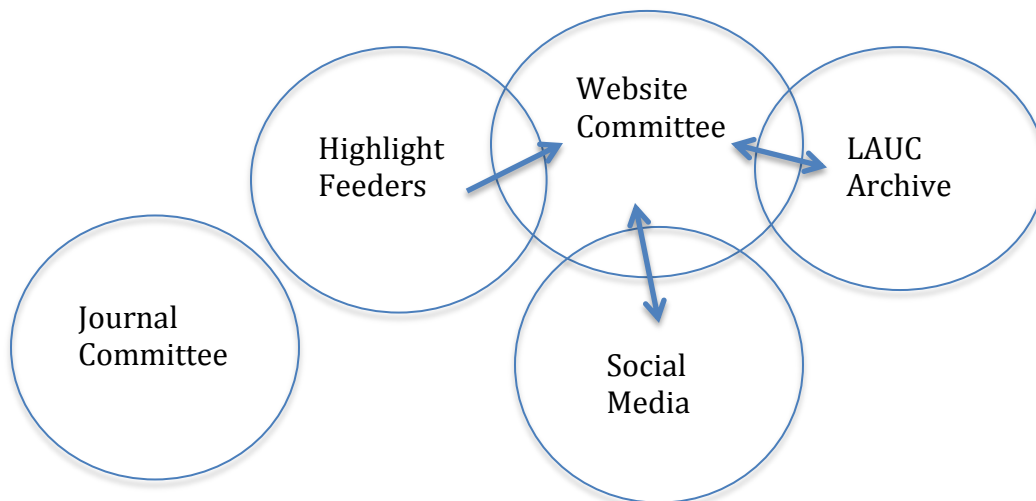 Website
Committee
Highlight
Feeders
LAUC
Archive
Journal
Committee
Social
Media